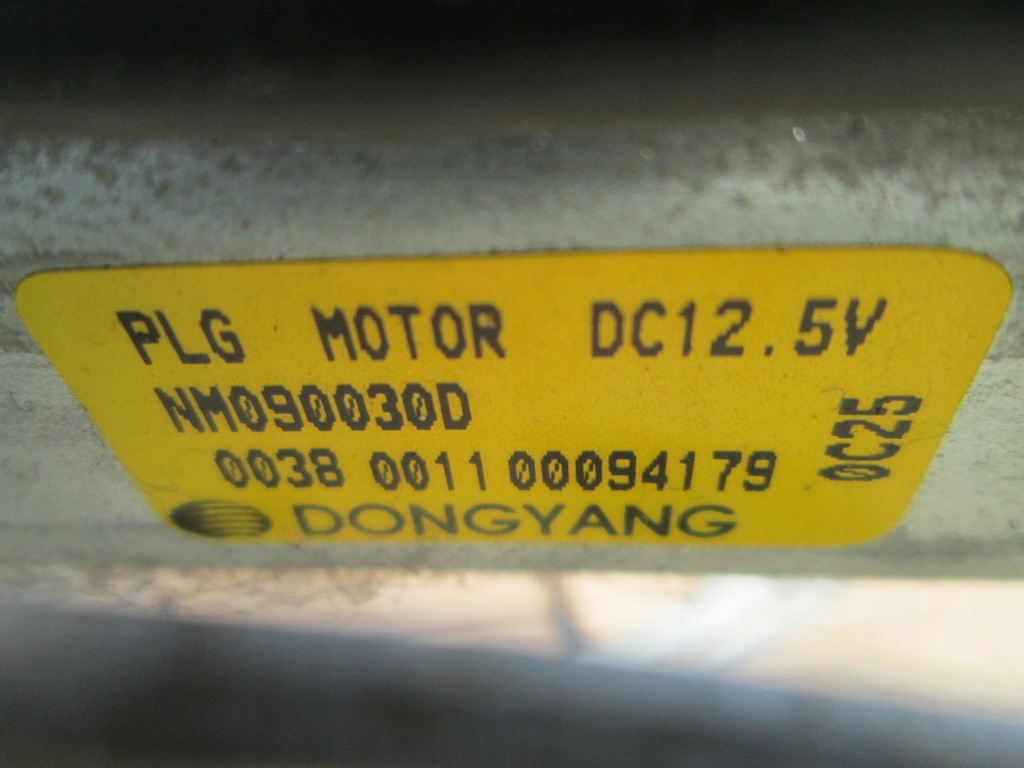 PLG MOTOR DC12.5V
NM090030D
0038 0011 00094179
0C25
DONGYANG